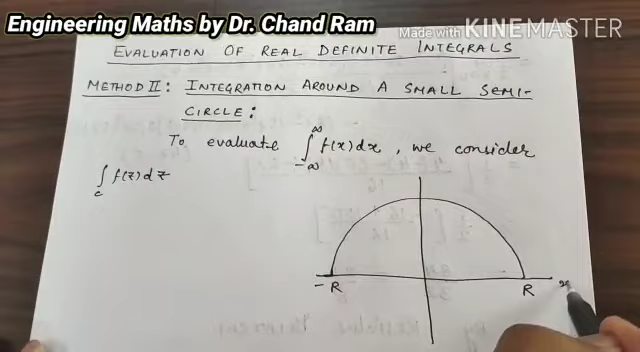 Engineering Maths by Dr. Chand Ram
Made with KINEMASTER
EVALUATION OF REAL DEFINITE INTEGRALS
METHOD II: INTEGRATION AROUND A SMALL SEMI-
CIRCLE:
To evaluate ∫_{-∞}^{∞} f(x)dx, we consider
∫_c f(z)dz
-R R x